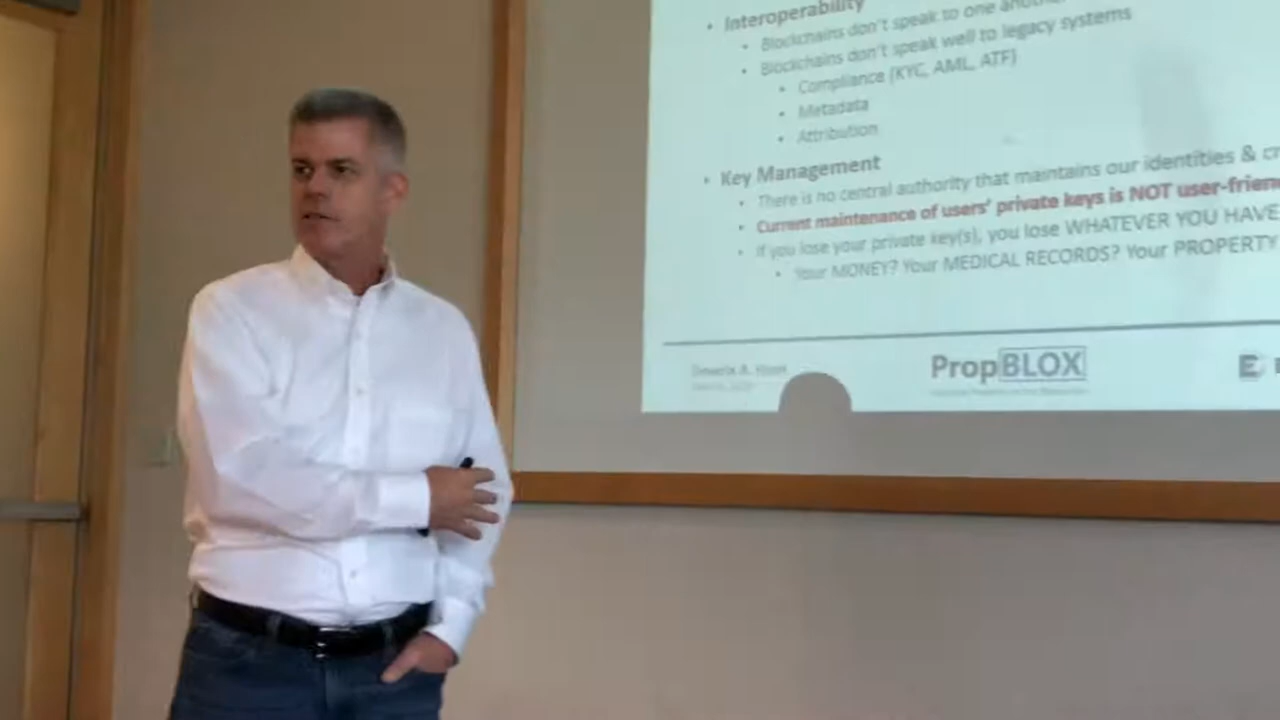 • Interoperability
• Blockchains don't speak to one another
• Blockchains don't speak well to legacy systems
• Compliance (KYC, AML, ATF)
• Metadata
• Attribution
• Key Management
• There is no central authority that maintains our identities &
• Current maintenance of users' private keys is NOT user-frien
• If you lose your private key(s), you lose WHATEVER YOU HAVE
• Your MONEY? Your MEDICAL RECORDS? Your PROPERTY
PropBLOX
E